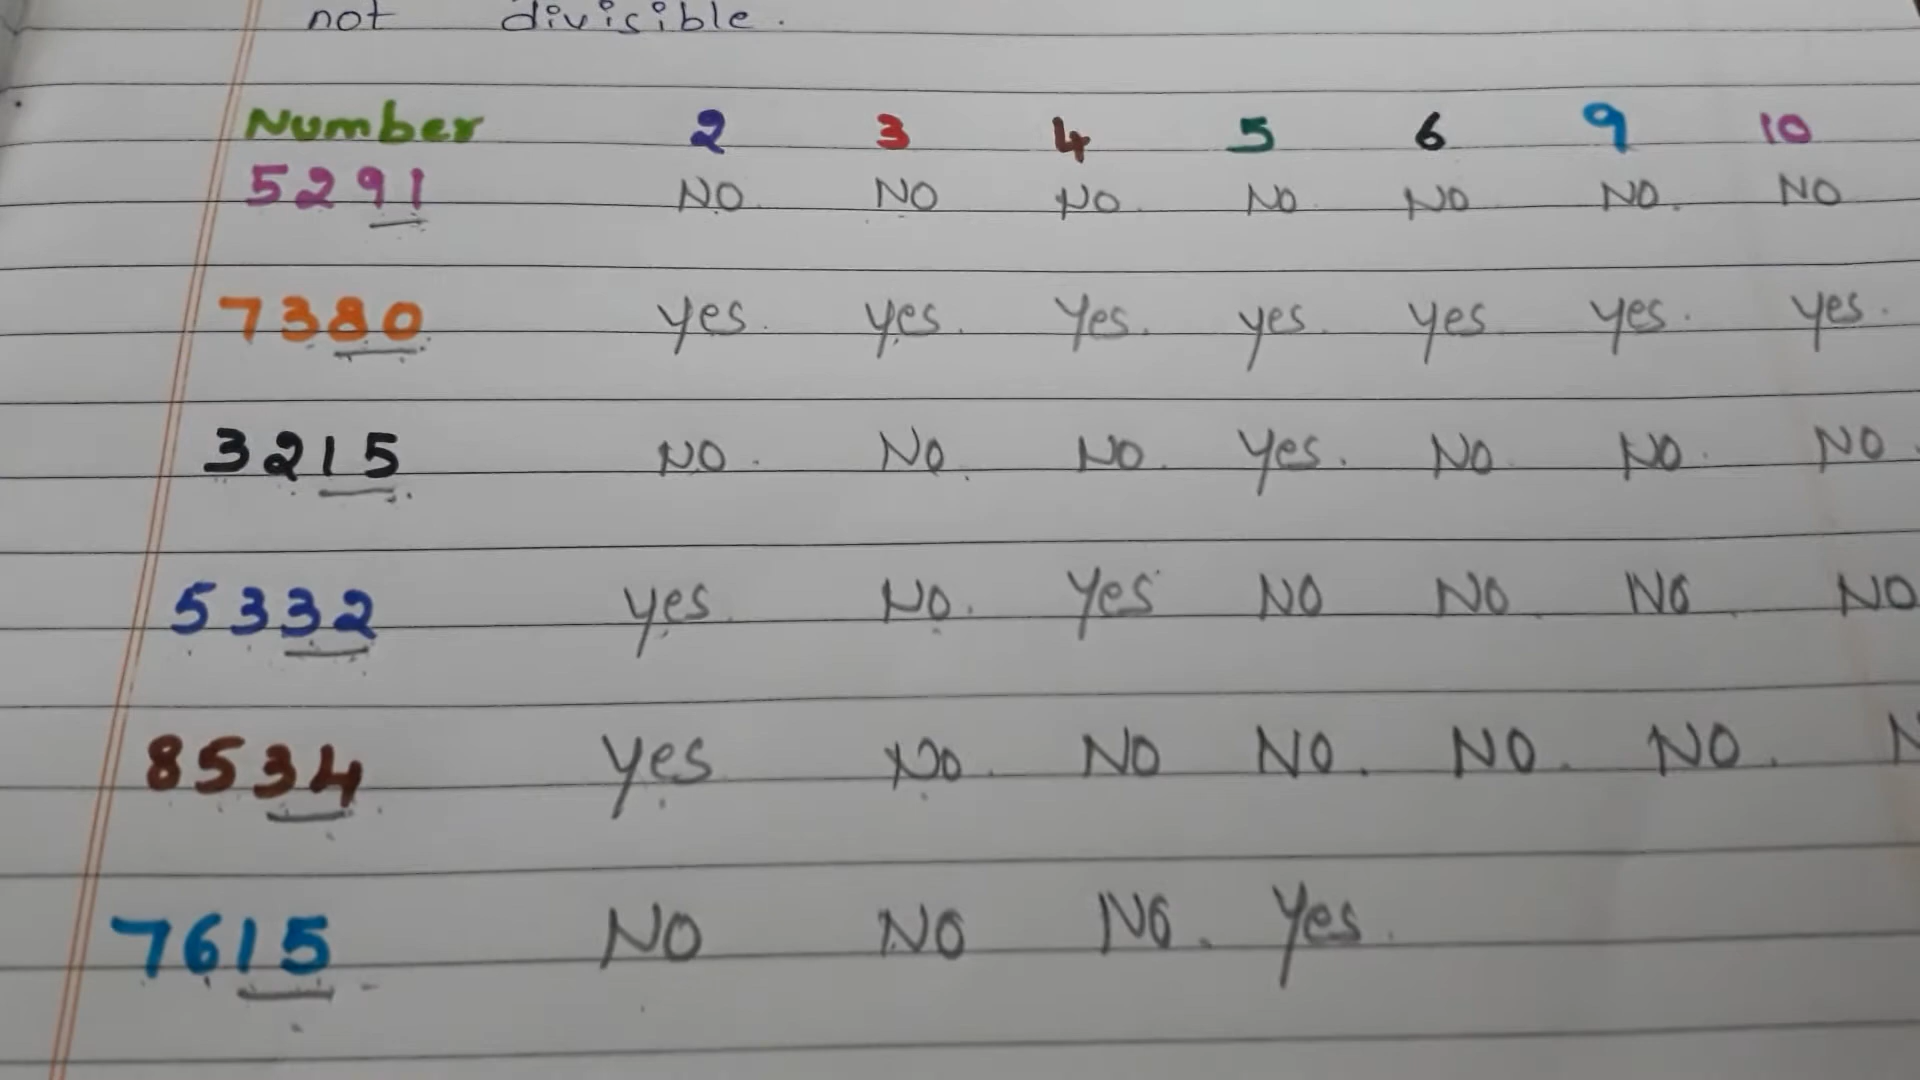 not divisible.
Number 2 3 4 5 6 9 10
5291 NO NO NO. NO NO NO. NO
7380 yes. yes. Yes. yes. yes yes. yes.
3215 NO. No. NO. Yes. No No. NO.
5332 yes No. Yes NO No. NO NO
8534 yes No. NO NO. NO. NO. N
7615 NO NO NO. Yes.